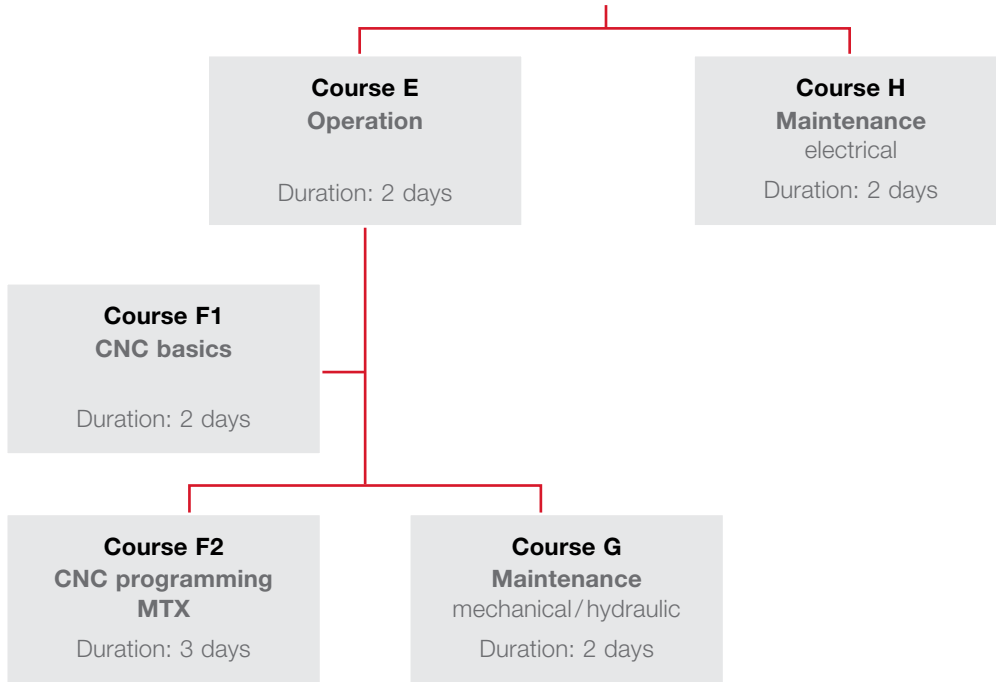 Course E
Operation
Duration: 2 days
Course H
Maintenance
electrical
Duration: 2 days
Course F1
CNC basics
Duration: 2 days
Course F2
CNC programming
MTX
Duration: 3 days
Course G
Maintenance
mechanical/hydraulic
Duration: 2 days